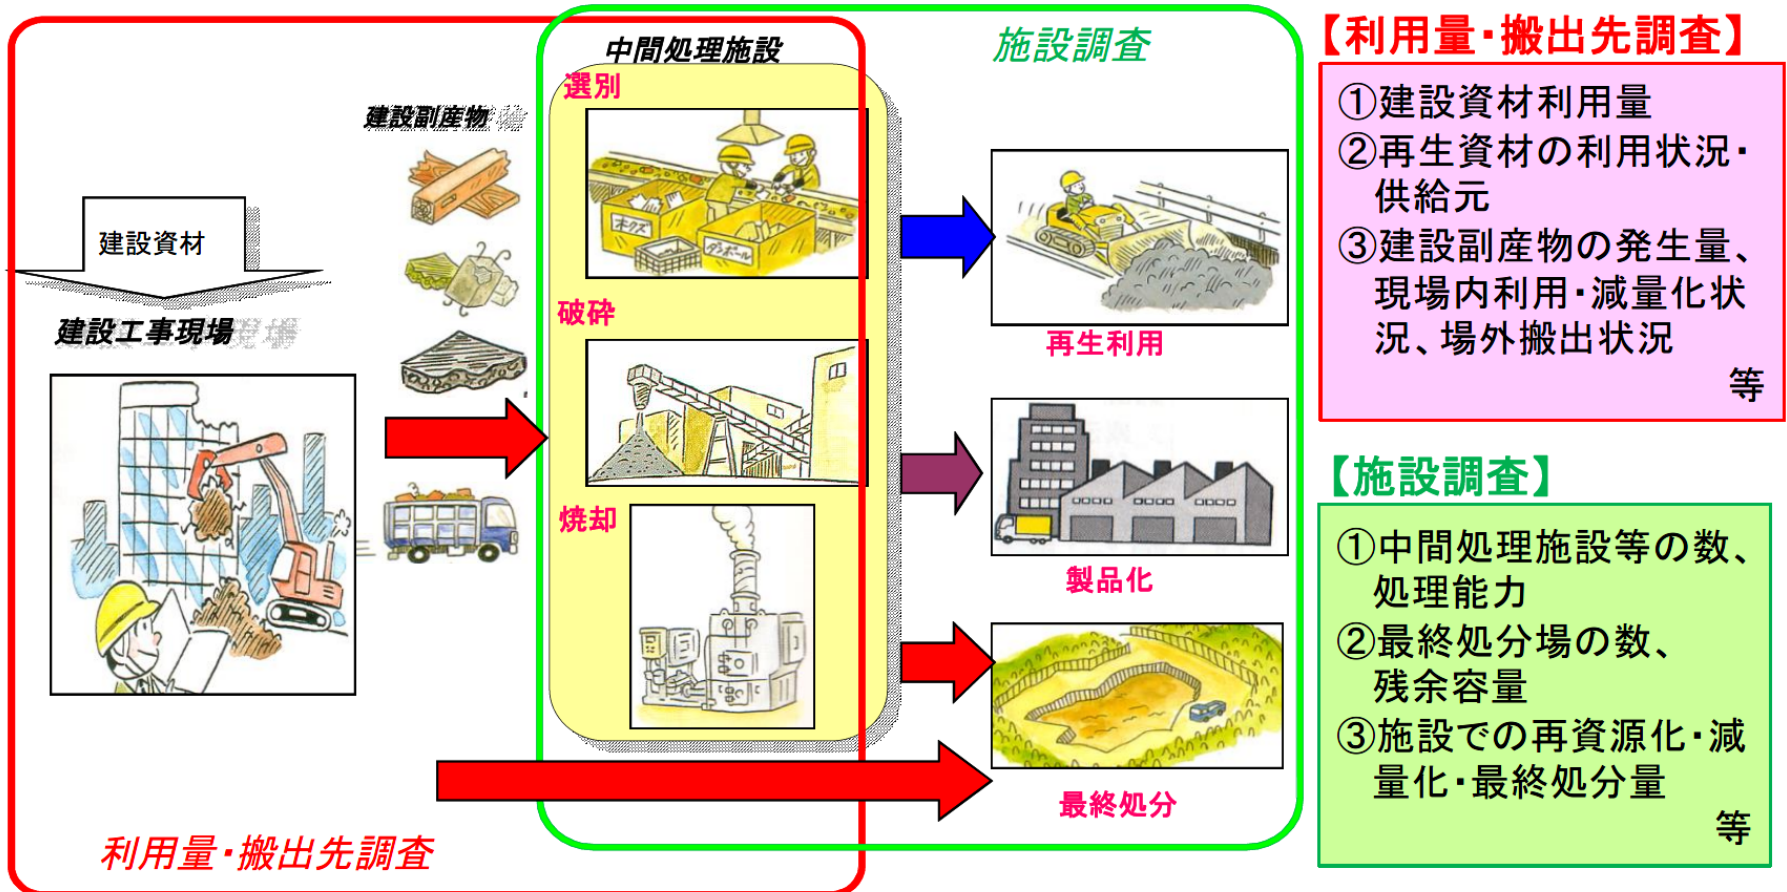 中間処理施設
施設調査
選別
建設副産物
建設資材
建設工事現場
木クズ
ダンボール
破砕
焼却
再生利用
製品化
最終処分
利用量・搬出先調査
【利用量・搬出先調査】
①建設資材利用量
②再生資材の利用状況・
供給元
③建設副産物の発生量、
現場内利用・減量化状
況、場外搬出状況
等
【施設調査】
①中間処理施設等の数、
処理能力
②最終処分場の数、
残余容量
③施設での再資源化・減
量化・最終処分量
等